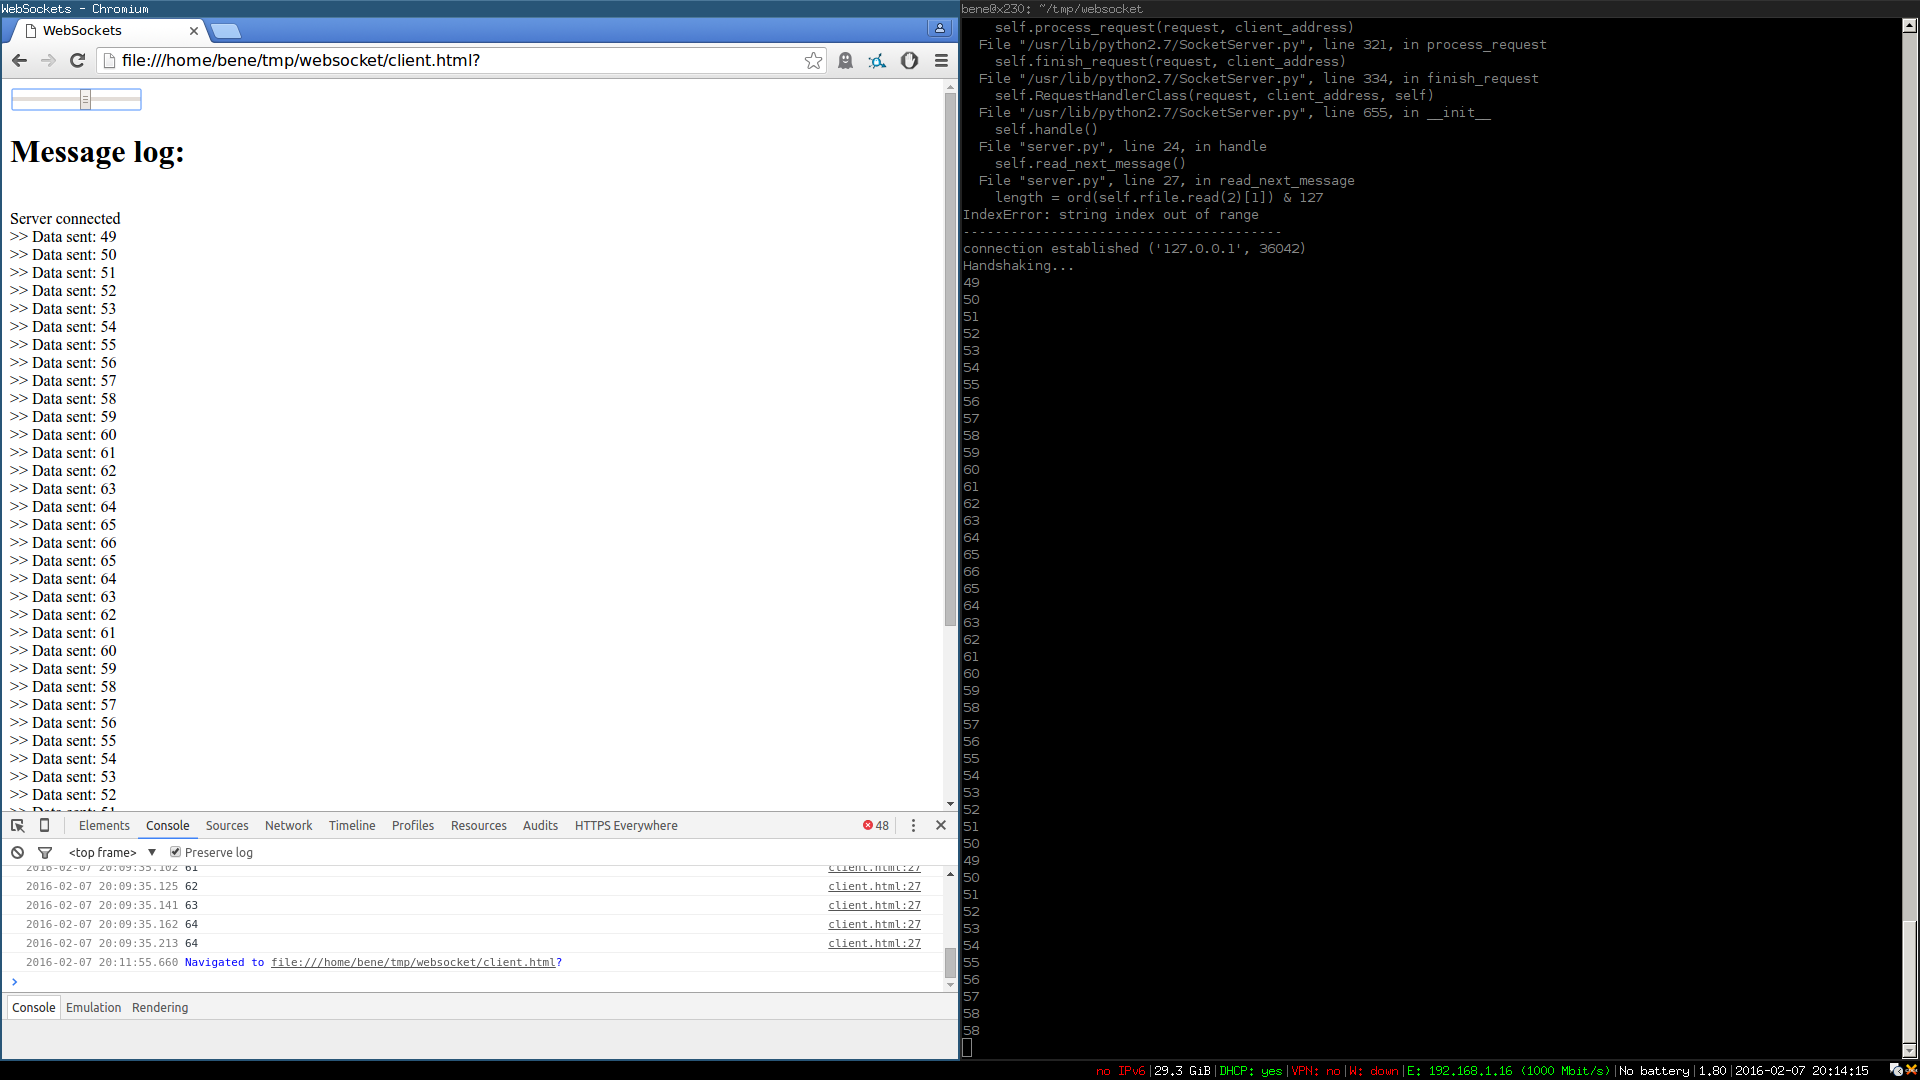 WebSockets - Chromium
WebSockets
file:///home/bene/tmp/websocket/client.html?
Message log:
Server connected
>> Data sent: 49
>> Data sent: 50
>> Data sent: 51
>> Data sent: 52
>> Data sent: 53
>> Data sent: 54
>> Data sent: 55
>> Data sent: 56
>> Data sent: 57
>> Data sent: 58
>> Data sent: 59
>> Data sent: 60
>> Data sent: 61
>> Data sent: 62
>> Data sent: 63
>> Data sent: 64
>> Data sent: 65
>> Data sent: 66
>> Data sent: 65
>> Data sent: 64
>> Data sent: 63
>> Data sent: 62
>> Data sent: 61
>> Data sent: 60
>> Data sent: 59
>> Data sent: 58
>> Data sent: 57
>> Data sent: 56
>> Data sent: 55
>> Data sent: 54
>> Data sent: 53
>> Data sent: 52
>> Data sent: 51
Elements Console Sources Network Timeline Profiles Resources Audits HTTPS Everywhere 48
<top frame> Preserve log
2016-02-07 20:09:35.102 61 client.html:27
2016-02-07 20:09:35.125 62 client.html:27
2016-02-07 20:09:35.141 63 client.html:27
2016-02-07 20:09:35.162 64 client.html:27
2016-02-07 20:09:35.213 64 client.html:27
2016-02-07 20:11:55.660 Navigated to file:///home/bene/tmp/websocket/client.html?
>
Console Emulation Rendering
bene@x230: ~/tmp/websocket
self.process_request(request, client_address)
File "/usr/lib/python2.7/SocketServer.py", line 321, in process_request
self.finish_request(request, client_address)
File "/usr/lib/python2.7/SocketServer.py", line 334, in finish_request
self.RequestHandlerClass(request, client_address, self)
File "/usr/lib/python2.7/SocketServer.py", line 655, in __init__
self.handle()
File "server.py", line 24, in handle
self.read_next_message()
File "server.py", line 27, in read_next_message
length = ord(self.rfile.read(2)[1]) & 127
IndexError: string index out of range
----------------------------------------
connection established ('127.0.0.1', 36042)
Handshaking...
49
50
51
52
53
54
55
56
57
58
59
60
61
62
63
64
65
66
65
64
63
62
61
60
59
58
57
56
55
54
53
52
51
50
49
50
51
52
53
54
55
56
57
58
58
no IPv6|29.3 GiB|DHCP: yes|VPN: no|W: down|E: 192.168.1.16 (1000 Mbit/s)|No battery|1.80|2016-02-07 20:14:15